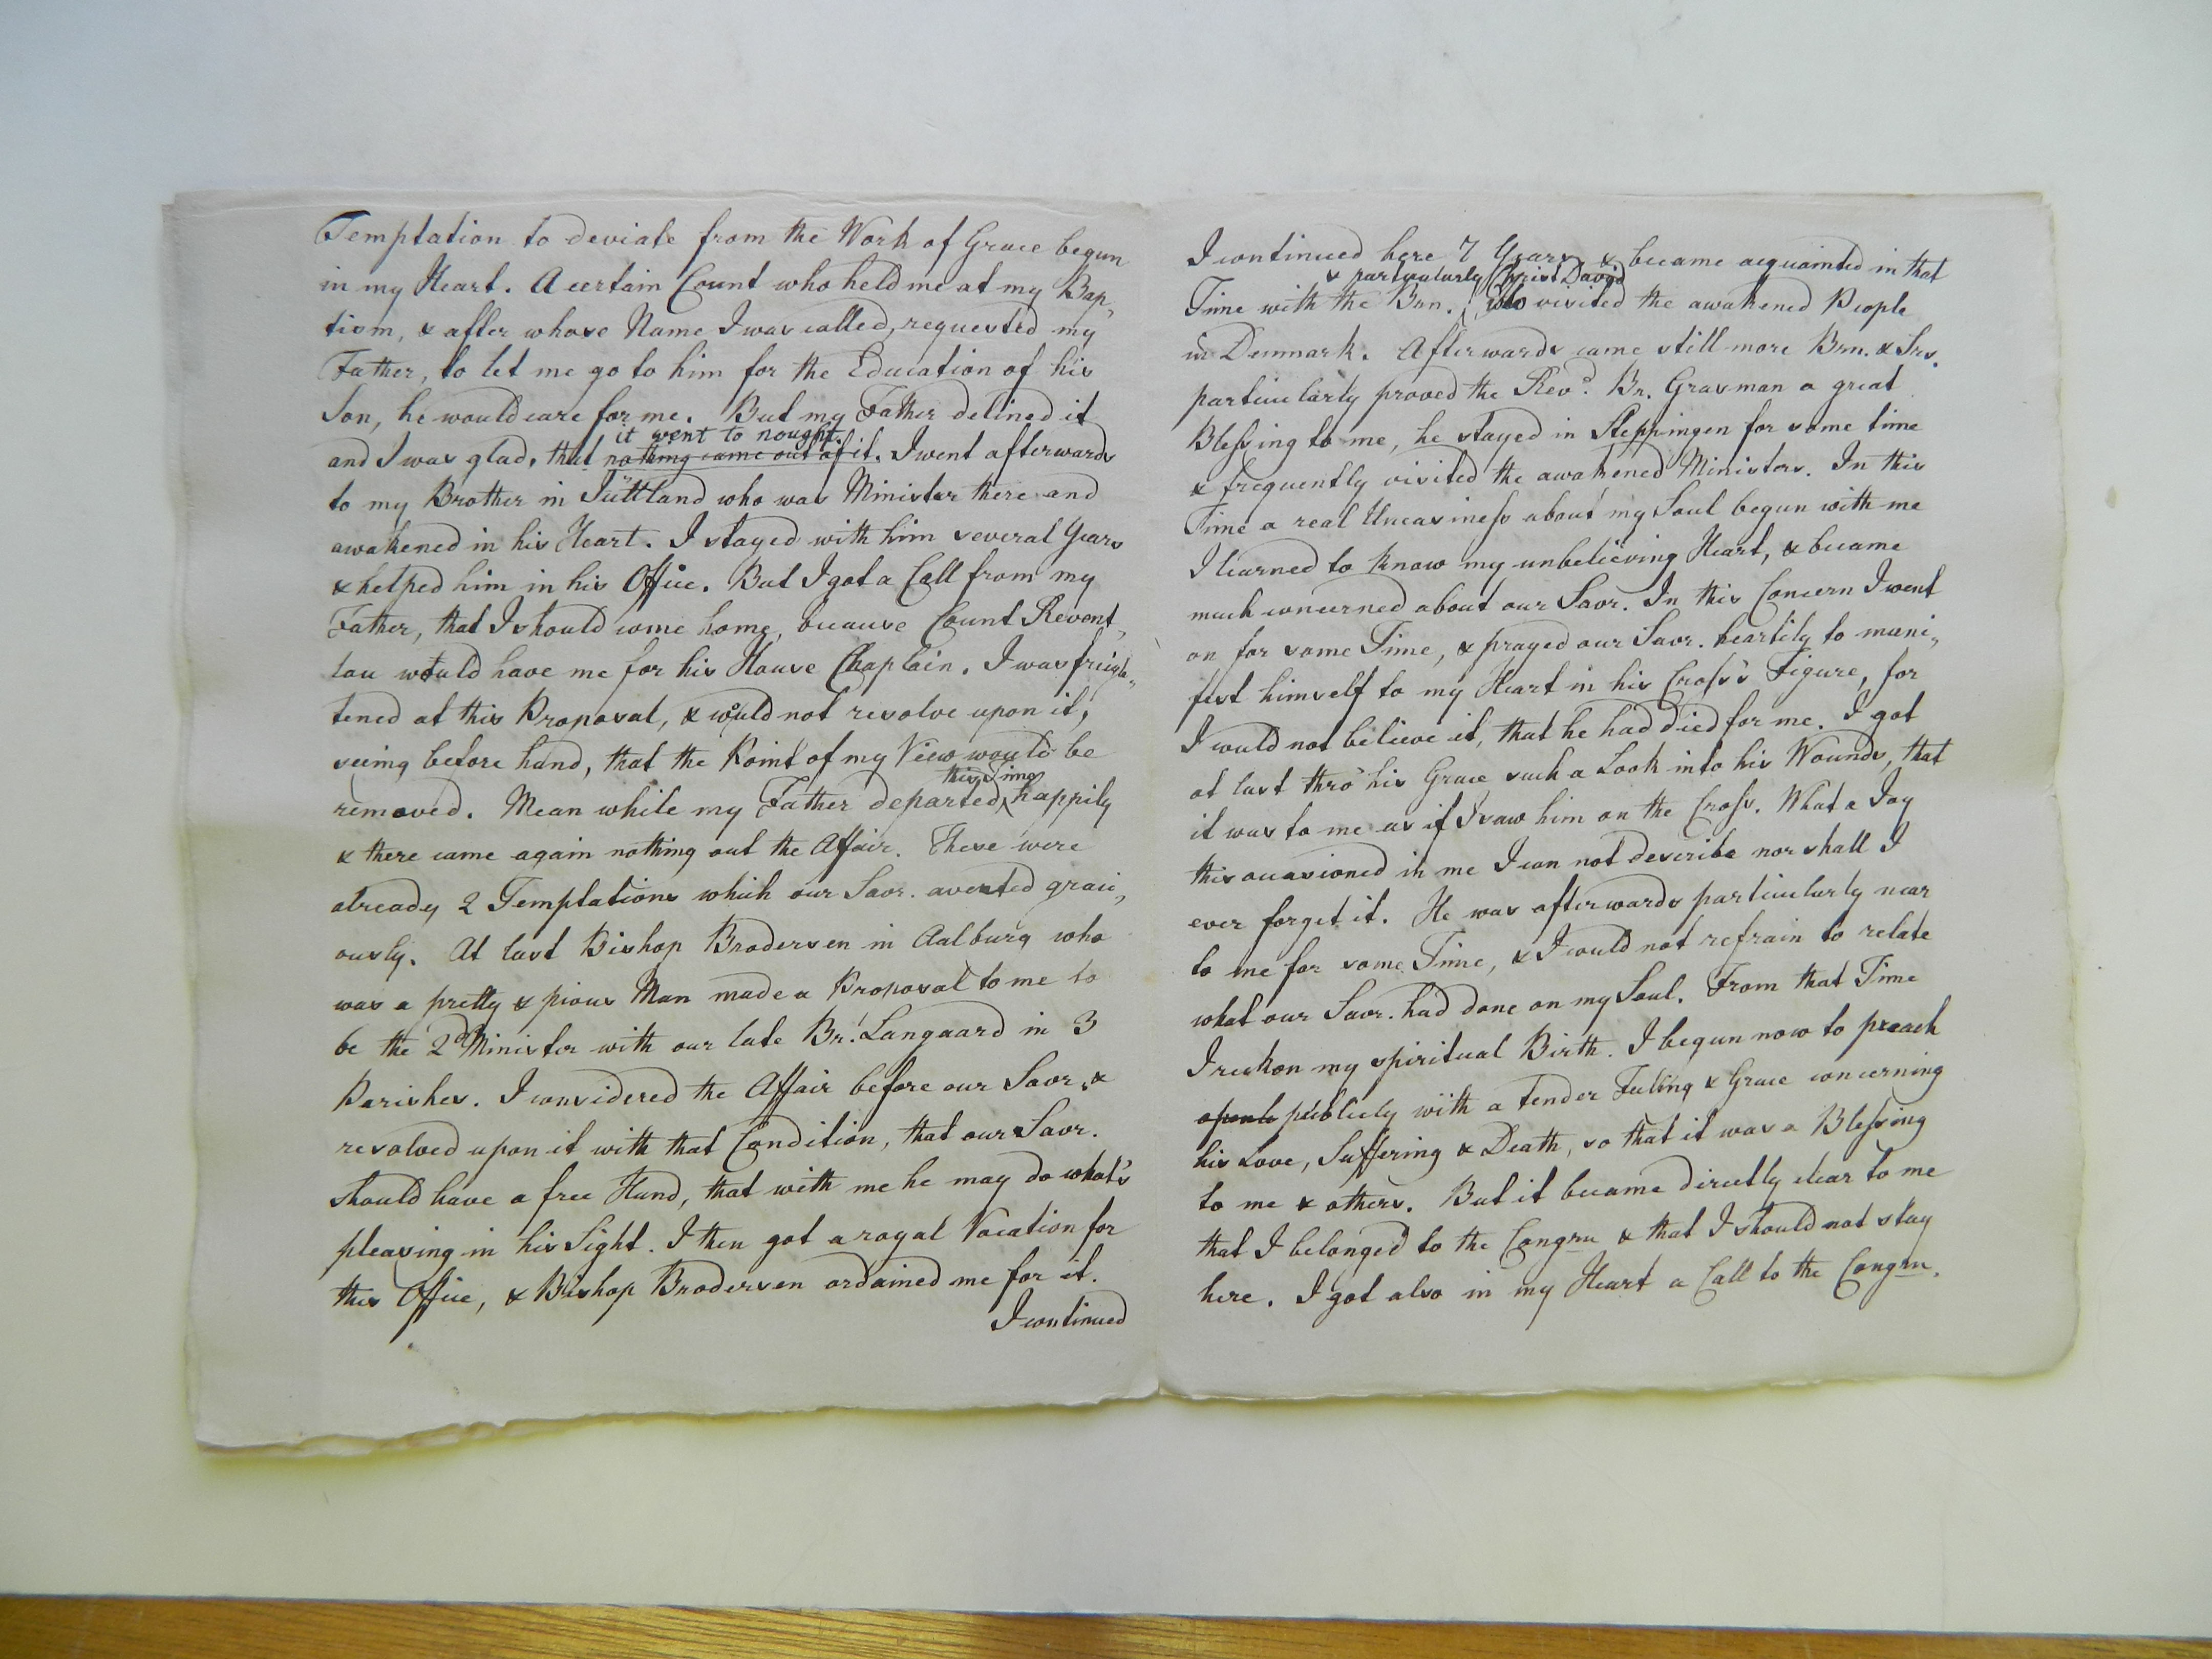 Temptation to deviate from the Work of Grace begun
in my Heart. A certain Count who held me at my Bap„
tism, & after whose Name I was called, requested my
Father, to let me go to him for the Education of his
Son, he would care for me. But my Father delined it
it went to nought.
and I was glad, that nothing came out of it. I went afterwards
to my Brother in Jüttland who was Minister there and
awakened in his Heart. I stayed with him several Years
& helped him in his Office. But I got a Call from my
Father, that I should come home, because Count Revent„
lau would have me for his House Chaplain. I was freigh„
tened at this Proposal, & would not resolve upon it,
seeing before hand, that the Point of my View would be
this Time
removed. Mean while my Father departed happily
& there came again nothing out the Affair. These were
already 2 Temptations which our Savr. averted graci„
ously. At last Bishop Brodersen in Aalburg who
was a pretty & pious Man made a Proposal to me to
be the 2d Minister with our late Br. Langaard in 3
Parishes. I considered the Affair before our Savr. &
resolved upon it with that Condition, that our Savr.
should have a free Hand, that with me he may do what's
pleasing in his Sight. I then got a royal Vocation for
this Office, & Bishop Brodersen ordained me for it.
I continued
I continued here 7 Years & became acquainted in that
& particularly Christ David
Time with the Brn. who visited the awakened People
in Denmark. Afterwards came still more Brn. & Srs.
particularly proved the Revd. Br. Grasman a great
Blessing to me, he stayed in Steppingen for some time
& frequently visited the awakened Ministers. In this
Time a real Uneasiness about my Soul begun with me
I learned to know my unbelieving Heart, & became
much concerned about our Savr. In this Concern I went
on for some Time, & prayed our Savr. heartily to mani„
fest himself to my Heart in his Cross's Figure, for
I would not believe it, that he had died for me. I got
at last thro' his Grace such a Look into his Wounds, that
it was to me as if I saw him on the Cross. What a Joy
this occasioned in me I can not describe nor shall I
ever forget it. He was afterwards particularly near
to me for some Time, & I could not refrain to relate
what our Savr. had done on my Soul. From that Time
I reckon my spiritual Birth. I begun now to preach
publicly with a tender Feeling & Grace concerning
his Love, Suffering & Death, so that it was a Blessing
to me & others. But it became directly clear to me
that I belonged to the Congrn & that I should not stay
here. I got also in my Heart a Call to the Congrn.